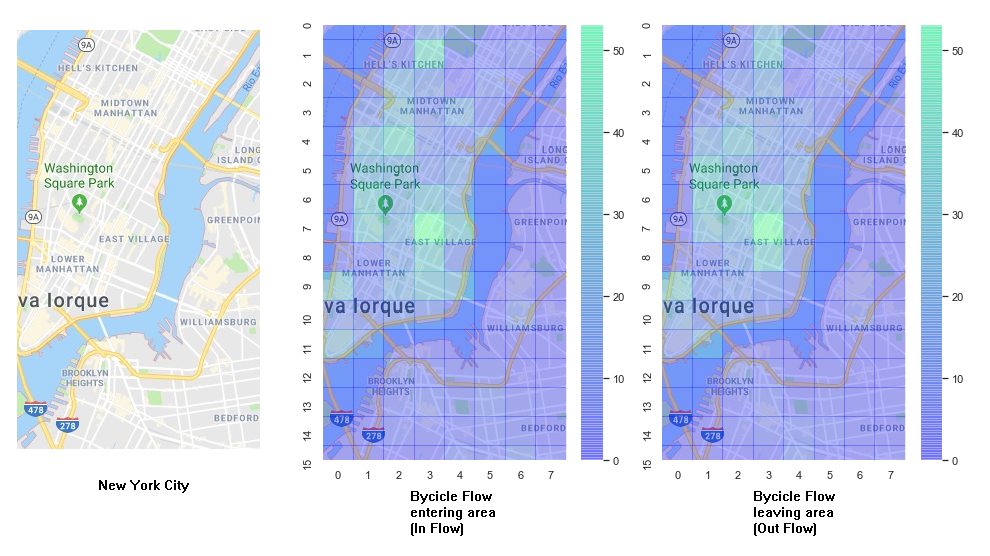 9A
HELL'S KITCHEN
MIDTOWN
MANHATTAN
LONG
ISLAND C
Washington
Square Park
9A
GREENPOIN
EAST VILLAGE
LOWER
MANHATTAN
va Iorque
WILLIAMSBURG
BROOKLYN
HEIGHTS
478
278
BEDFORD
New York City
0
1
2
3
4
5
6
7
8
9
10
11
12
13
14
15
9A
HELL'S KITCHEN
MIDTOWN
MANHATTAN
LONG
ISLAND C
Washington
Square Park
9A
GREENPOIN
EAST VILLAGE
LOWER
MANHATTAN
va Iorque
WILLIAMSBURG
BROOKLYN
HEIGHTS
478
278
BEDFORD
0 1 2 3 4 5 6 7
50
40
30
20
10
0
Bycicle Flow
entering area
(In Flow)
0
1
2
3
4
5
6
7
8
9
10
11
12
13
14
15
9A
HELL'S KITCHEN
MIDTOWN
MANHATTAN
LONG
ISLAND C
Washington
Square Park
9A
GREENPOIN
EAST VILLAGE
LOWER
MANHATTAN
va Iorque
WILLIAMSBURG
BROOKLYN
HEIGHTS
478
278
BEDFORD
0 1 2 3 4 5 6 7
50
40
30
20
10
0
Bycicle Flow
leaving area
(Out Flow)